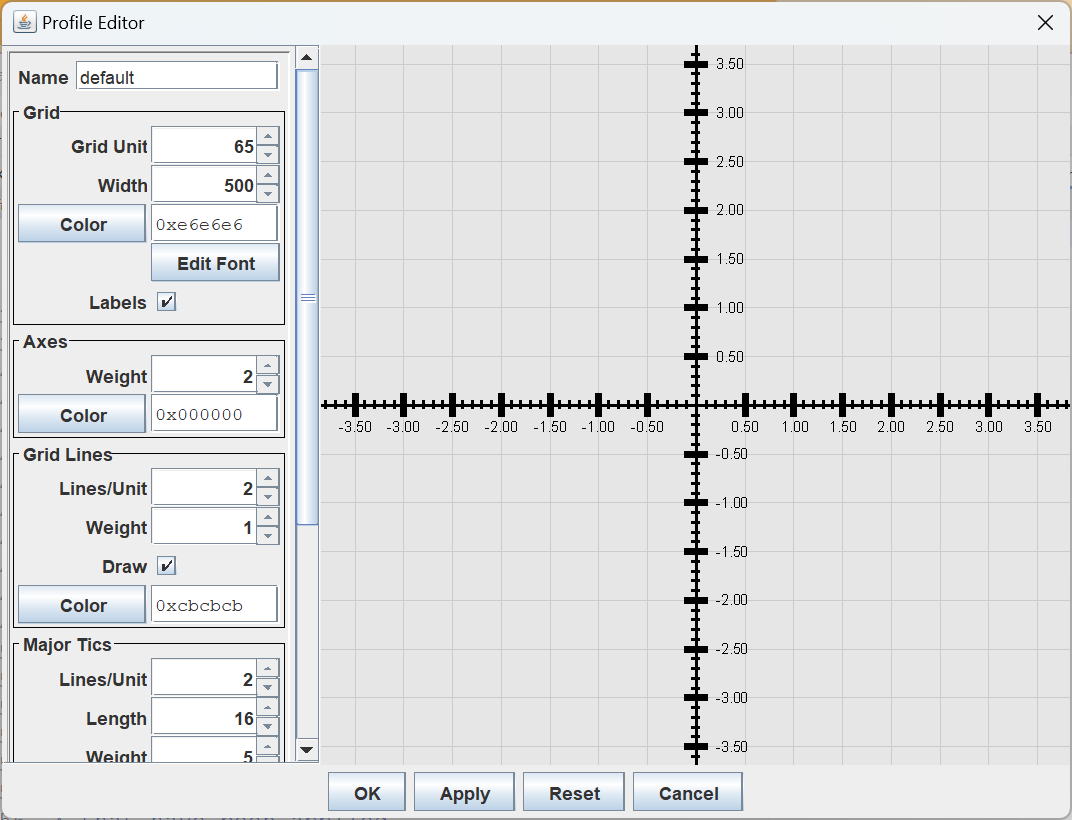 Profile Editor
Name default
Grid
Grid Unit 65
Width 500
Color 0xe6e6e6
Edit Font
Labels
Axes
Weight 2
Color 0x000000
Grid Lines
Lines/Unit 2
Weight 1
Draw
Color 0xcbcbcb
Major Tics
Lines/Unit 2
Length 16
Weight 5
3.50
3.00
2.50
2.00
1.50
1.00
0.50
-3.50 -3.00 -2.50 -2.00 -1.50 -1.00 -0.50 0.50 1.00 1.50 2.00 2.50 3.00 3.50
-0.50
-1.00
-1.50
-2.00
-2.50
-3.00
-3.50
OK Apply Reset Cancel